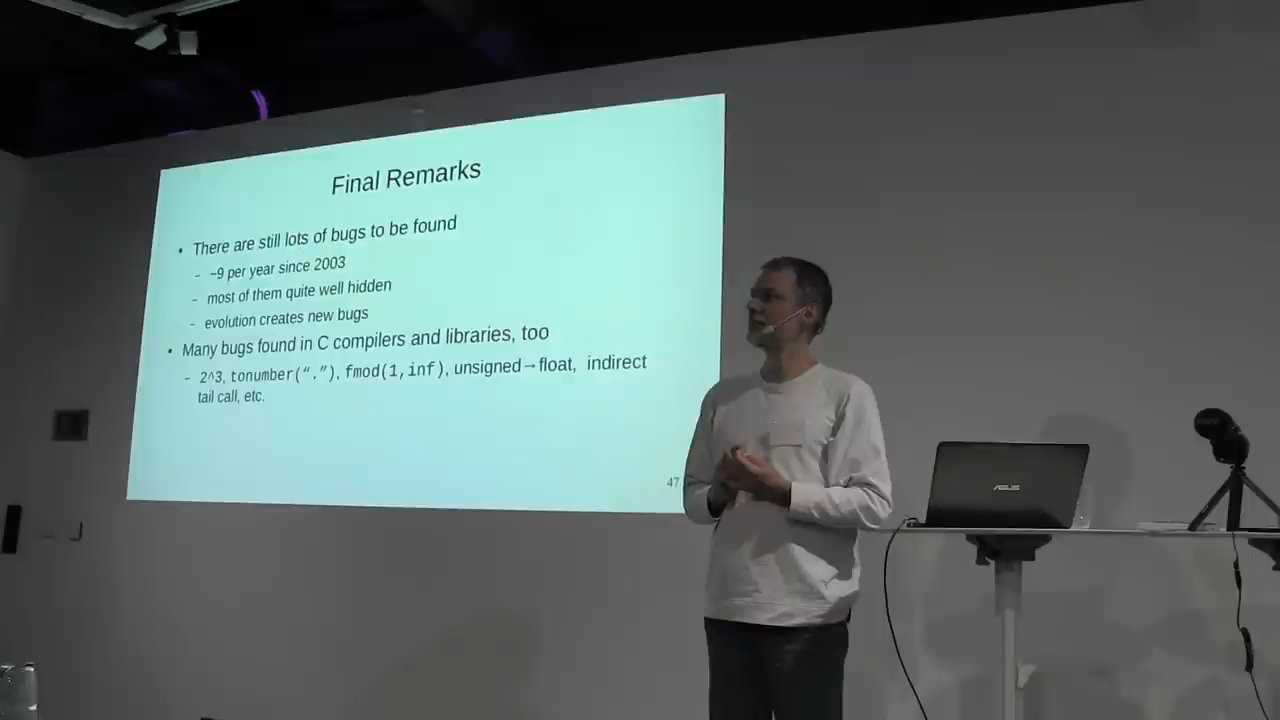 Final Remarks
• There are still lots of bugs to be found
– ~9 per year since 2003
– most of them quite well hidden
– evolution creates new bugs
• Many bugs found in C compilers and libraries, too
– 2^3, tonumber(“.”), fmod(1,inf), unsigned→float, indirect
tail call, etc.
47
ASUS